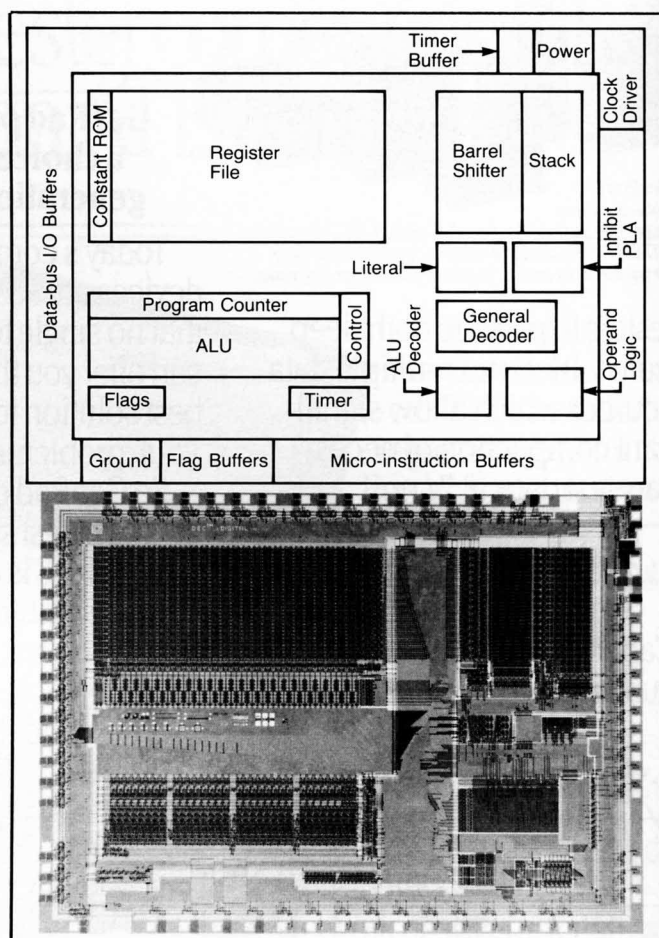 Timer
Buffer
Power
Clock
Driver
Constant ROM
Register
File
Barrel
Shifter
Stack
Data-bus I/O Buffers
Literal
Inhibit
PLA
Program Counter
ALU
Control
ALU
Decoder
General
Decoder
Operand
Logic
Flags
Timer
Ground
Flag Buffers
Micro-instruction Buffers